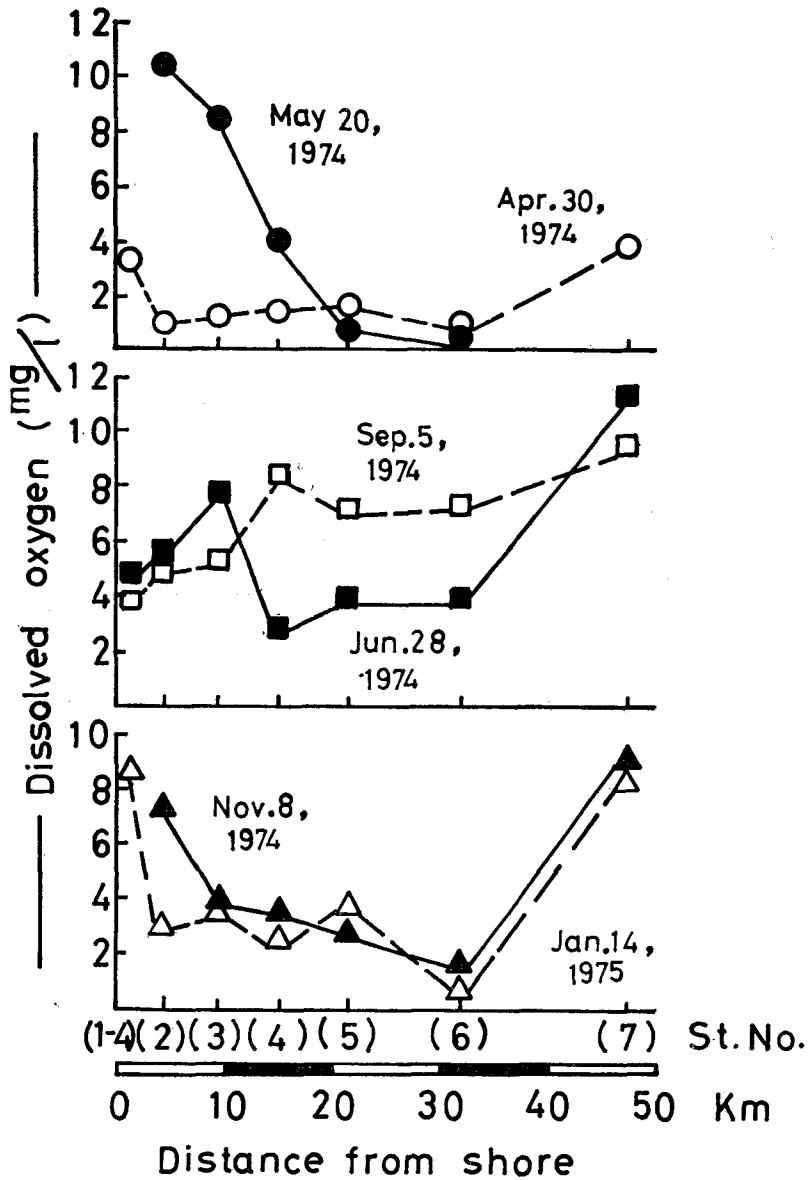 12
10
8
6
4
2
May 20,
1974
Apr.30,
1974
12
10
8
6
4
2
Sep.5,
1974
Jun.28,
1974
10
8
6
4
2
Nov.8,
1974
Jan.14,
1975
Dissolved oxygen (mg/l)
(1-4) (2) (3) (4) (5) (6) (7) St. No.
0 10 20 30 40 50 Km
Distance from shore